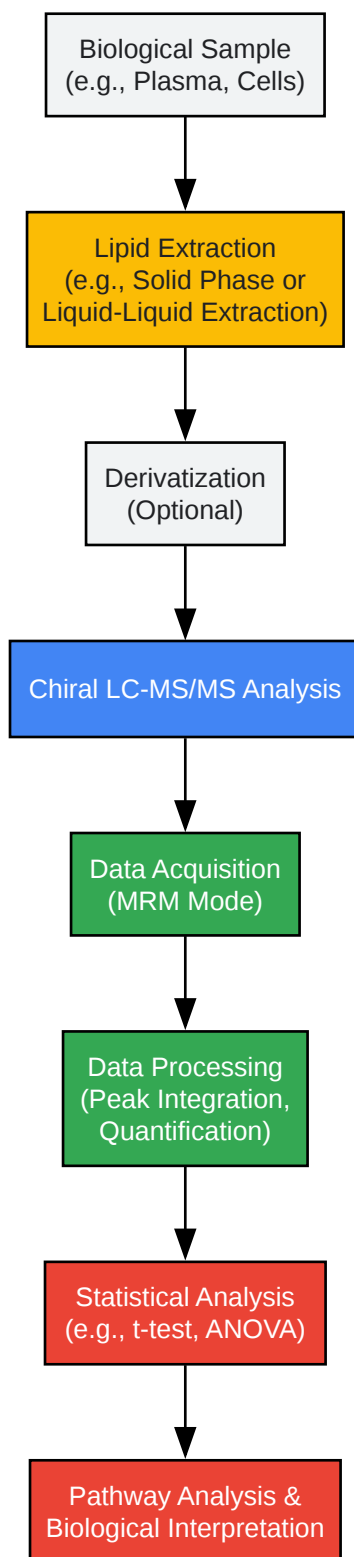 Biological Sample
(e.g., Plasma, Cells)
Lipid Extraction
(e.g., Solid Phase or
Liquid-Liquid Extraction)
Derivatization
(Optional)
Chiral LC-MS/MS Analysis
Data Acquisition
(MRM Mode)
Data Processing
(Peak Integration,
Quantification)
Statistical Analysis
(e.g., t-test, ANOVA)
Pathway Analysis &
Biological Interpretation